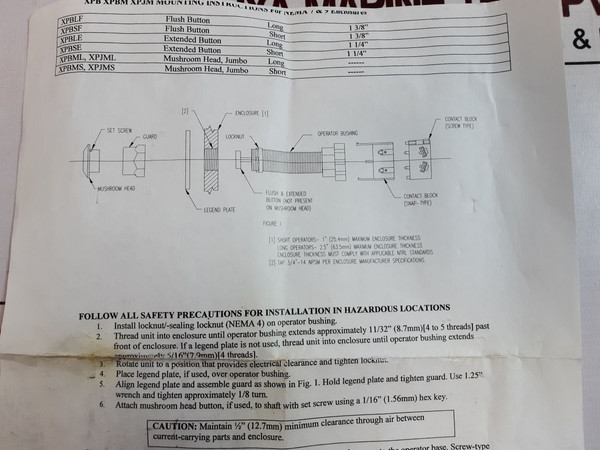 XPB XPBM XPJM MOUNTING INSTRUCTIONS For NEMA 7 & 9 Enclosures
XPBLF Flush Button Long 1 3/8"
XPBSF Flush Button Short 1 3/8"
XPBLE Extended Button Long 1 1/4"
XPBSE Extended Button Short 1 1/4"
XPBML, XPJML Mushroom Head, Jumbo Long ------
XPBMS, XPJMS Mushroom Head, Jumbo Short ------
& 
[2]
ENCLOSURE [1]
CONTACT BLOCK
(SCREW TYPE)
SET SCREW
GUARD
LOCKNUT
OPERATOR BUSHING
MUSHROOM HEAD
LEGEND PLATE
FLUSH & EXTENDED
BUTTON (NOT PRESENT
ON MUSHROOM HEAD)
CONTACT BLOCK
(SNAP-TYPE)
FIGURE 1
[1] SHORT OPERATORS- 1" (25.4mm) MAXIMUM ENCLOSURE THICKNESS
LONG OPERATORS- 2.5" (63.5mm) MAXIMUM ENCLOSURE THICKNESS
ENCLOSURE THICKNESS MUST COMPLY WITH APPLICABLE NTRL STANDARDS
[2] TAP 3/4"-14 NPSM PER ENCLOSURE MANUFACTURER SPECIFICATIONS.
FOLLOW ALL SAFETY PRECAUTIONS FOR INSTALLATION IN HAZARDOUS LOCATIONS
1. Install locknut/-sealing locknut (NEMA 4) on operator bushing.
2. Thread unit into enclosure until operator bushing extends approximately 11/32" (8.7mm)[4 to 5 threads] past
front of enclosure. If a legend plate is not used, thread unit into enclosure until operator bushing extends
approximately 5/16"(7.9mm)[4 threads].
3. Rotate unit to a position that provides electrical clearance and tighten locknut.
4. Place legend plate, if used, over operator bushing.
5. Align legend plate and assemble guard as shown in Fig. 1. Hold legend plate and tighten guard. Use 1.25"
wrench and tighten approximately 1/8 turn.
6. Attach mushroom head button, if used, to shaft with set screw using a 1/16" (1.56mm) hex key.
CAUTION: Maintain ½" (12.7mm) minimum clearance through air between
current-carrying parts and enclosure.
the operator base. Screw-type